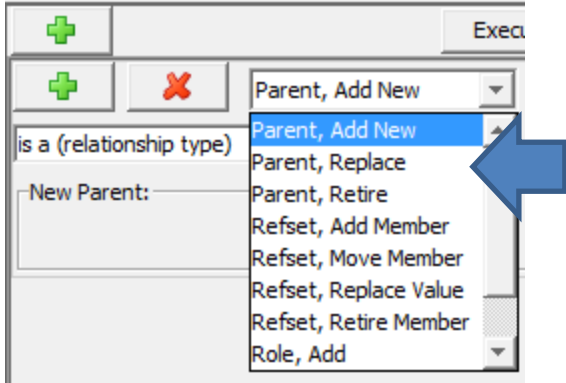 Execu
Parent, Add New
is a (relationship type)
Parent, Add New
Parent, Replace
New Parent:
Parent, Retire
Refset, Add Member
Refset, Move Member
Refset, Replace Value
Refset, Retire Member
Role, Add